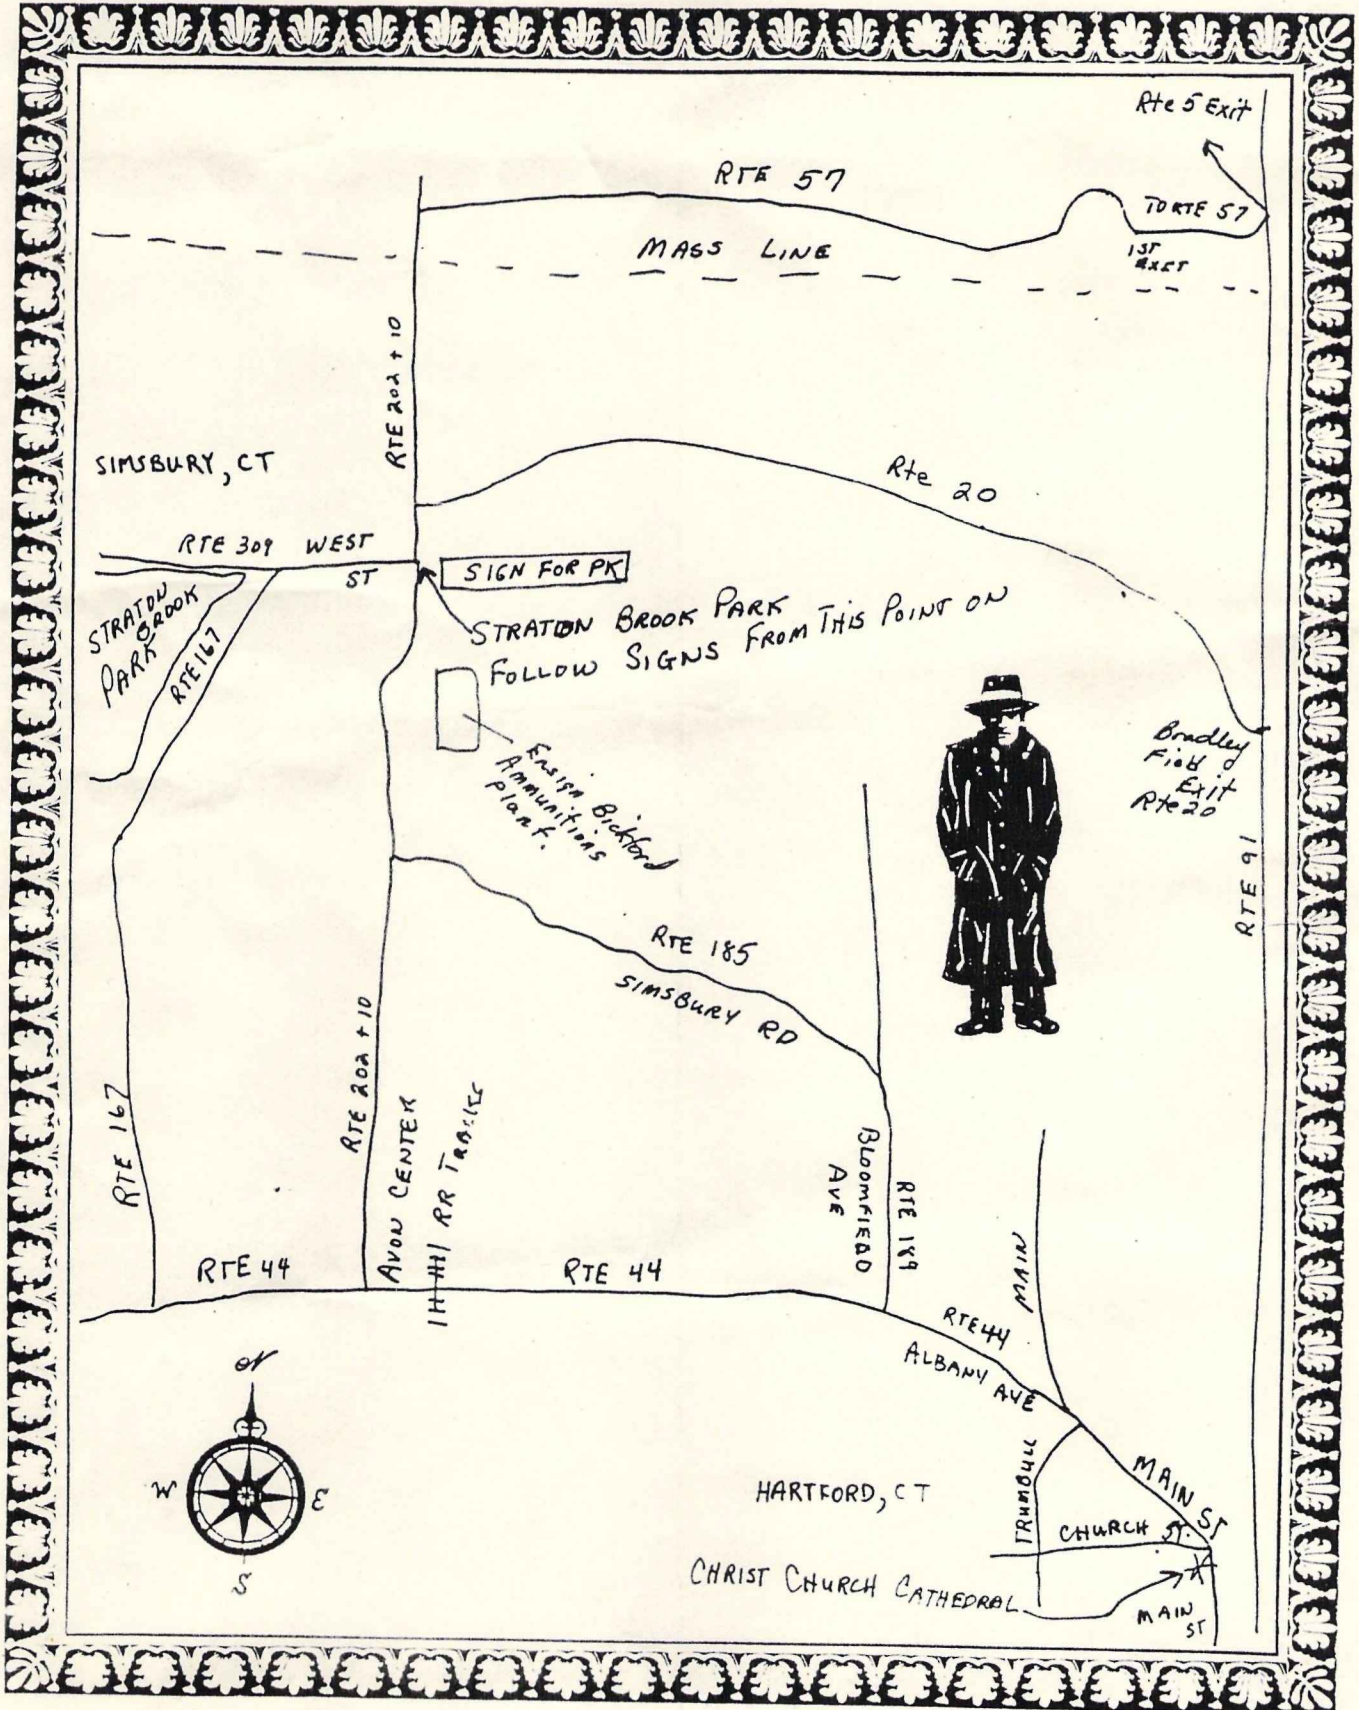 Rte 5 Exit
RTE 57
TO RTE 57
1ST
EXET
MASS LINE
RTE 202 + 10
SIMSBURY, CT
Rte 20
RTE 309 WEST
ST
SIGN FOR PK
STRATON
BROOK
PARK
RTE 167
STRATON BROOK PARK
FOLLOW SIGNS FROM THIS POINT ON
Ensign Bickford
Ammunitions
plant.
Bradley
Field
Exit
Rte 20
RTE 91
RTE 185
SIMSBURY RD
RTE 167
RTE 202 + 10
AVON CENTER
RR TRACKS
BLOOMFIEDD
AVE
RTE 189
MAIN
RTE 44
RTE 44
RTE 44
ALBANY AVE
N
W
E
S
HARTFORD, CT
TRUMBULL
MAIN ST
CHURCH ST.
CHRIST CHURCH CATHEDRAL
MAIN
ST